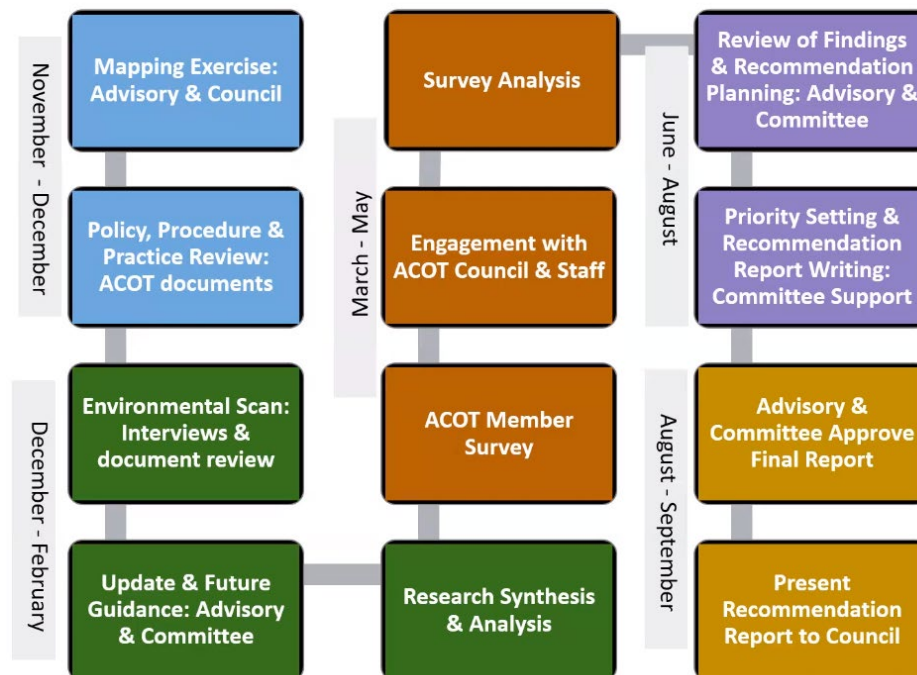 November - December
Mapping Exercise:
Advisory & Council
Policy, Procedure &
Practice Review:
ACOT documents
December - February
Environmental Scan:
Interviews &
document review
Update & Future
Guidance: Advisory
& Committee
Research Synthesis
& Analysis
March - May
ACOT Member
Survey
Engagement with
ACOT Council & Staff
Survey Analysis
June - August
Review of Findings
& Recommendation
Planning: Advisory &
Committee
Priority Setting &
Recommendation
Report Writing:
Committee Support
August - September
Advisory &
Committee Approve
Final Report
Present
Recommendation
Report to Council